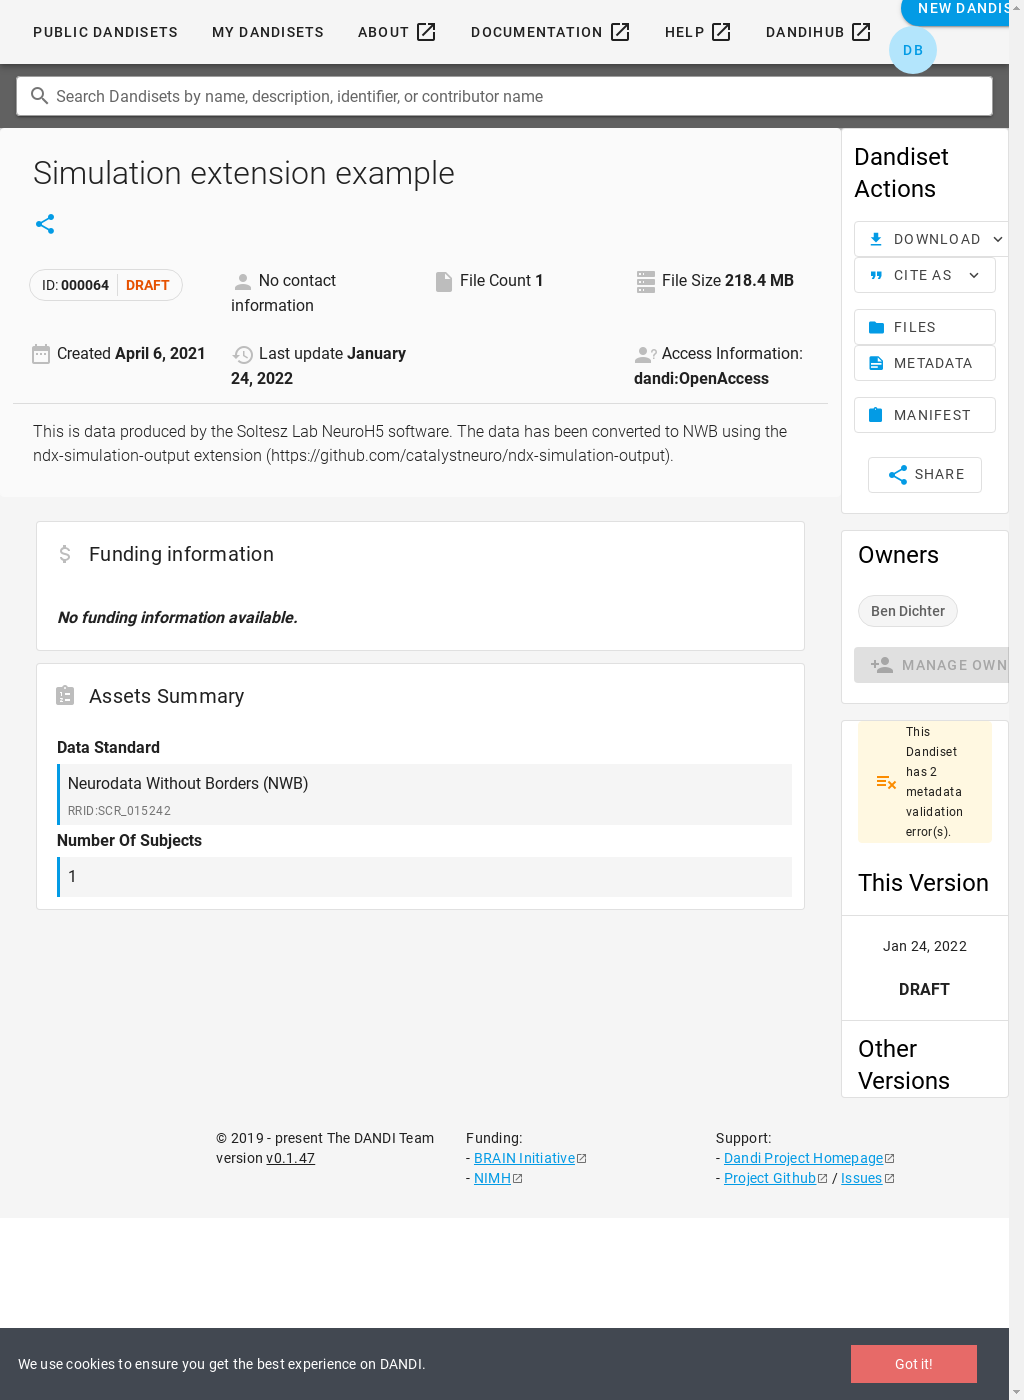 PUBLIC DANDISETS
MY DANDISETS
ABOUT
DOCUMENTATION
HELP
DANDIHUB
NEW DANDIS
DB
Search Dandisets by name, description, identifier, or contributor name
Simulation extension example
ID: 000064 DRAFT
No contact
information
File Count 1
File Size 218.4 MB
Created April 6, 2021
Last update January
24, 2022
Access Information:
dandi:OpenAccess
This is data produced by the Soltesz Lab NeuroH5 software. The data has been converted to NWB using the
ndx-simulation-output extension (https://github.com/catalystneuro/ndx-simulation-output).
Funding information
No funding information available.
Assets Summary
Data Standard
Neurodata Without Borders (NWB)
RRID:SCR_015242
Number Of Subjects
1
Dandiset
Actions
DOWNLOAD
CITE AS
FILES
METADATA
MANIFEST
SHARE
Owners
Ben Dichter
MANAGE OWN
This
Dandiset
has 2
metadata
validation
error(s).
This Version
Jan 24, 2022
DRAFT
Other
Versions
© 2019 - present The DANDI Team
version v0.1.47
Funding:
- BRAIN Initiative
- NIMH
Support:
- Dandi Project Homepage
- Project Github / Issues
We use cookies to ensure you get the best experience on DANDI.
Got it!